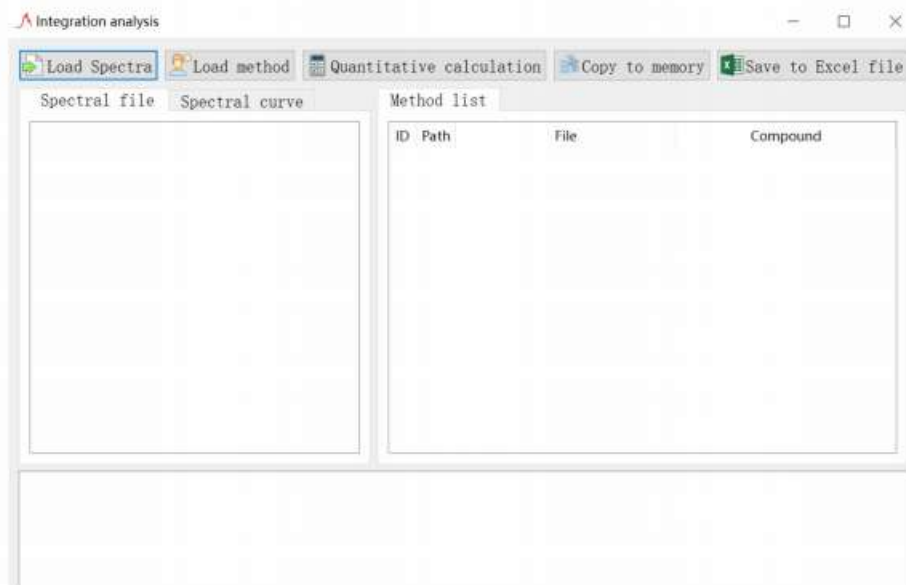 Integration analysis
Load Spectra Load method Quantitative calculation Copy to memory Save to Excel file
Spectral file Spectral curve Method list
ID Path File Compound